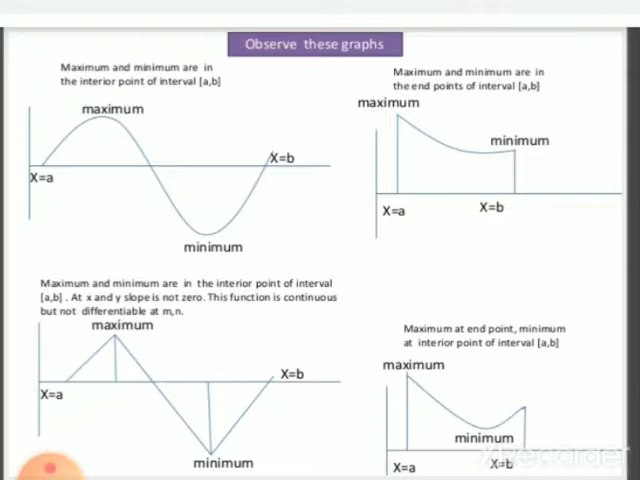 Observe these graphs
Maximum and minimum are in
the interior point of interval [a,b]
maximum
X=a
X=b
minimum
Maximum and minimum are in
the end points of interval [a,b]
maximum
minimum
X=a
X=b
Maximum and minimum are in the interior point of interval
[a,b] . At x and y slope is not zero. This function is continuous
but not differentiable at m,n.
maximum
X=a
X=b
minimum
Maximum at end point, minimum
at interior point of interval [a,b]
maximum
minimum
X=a
X=b
XRecorder